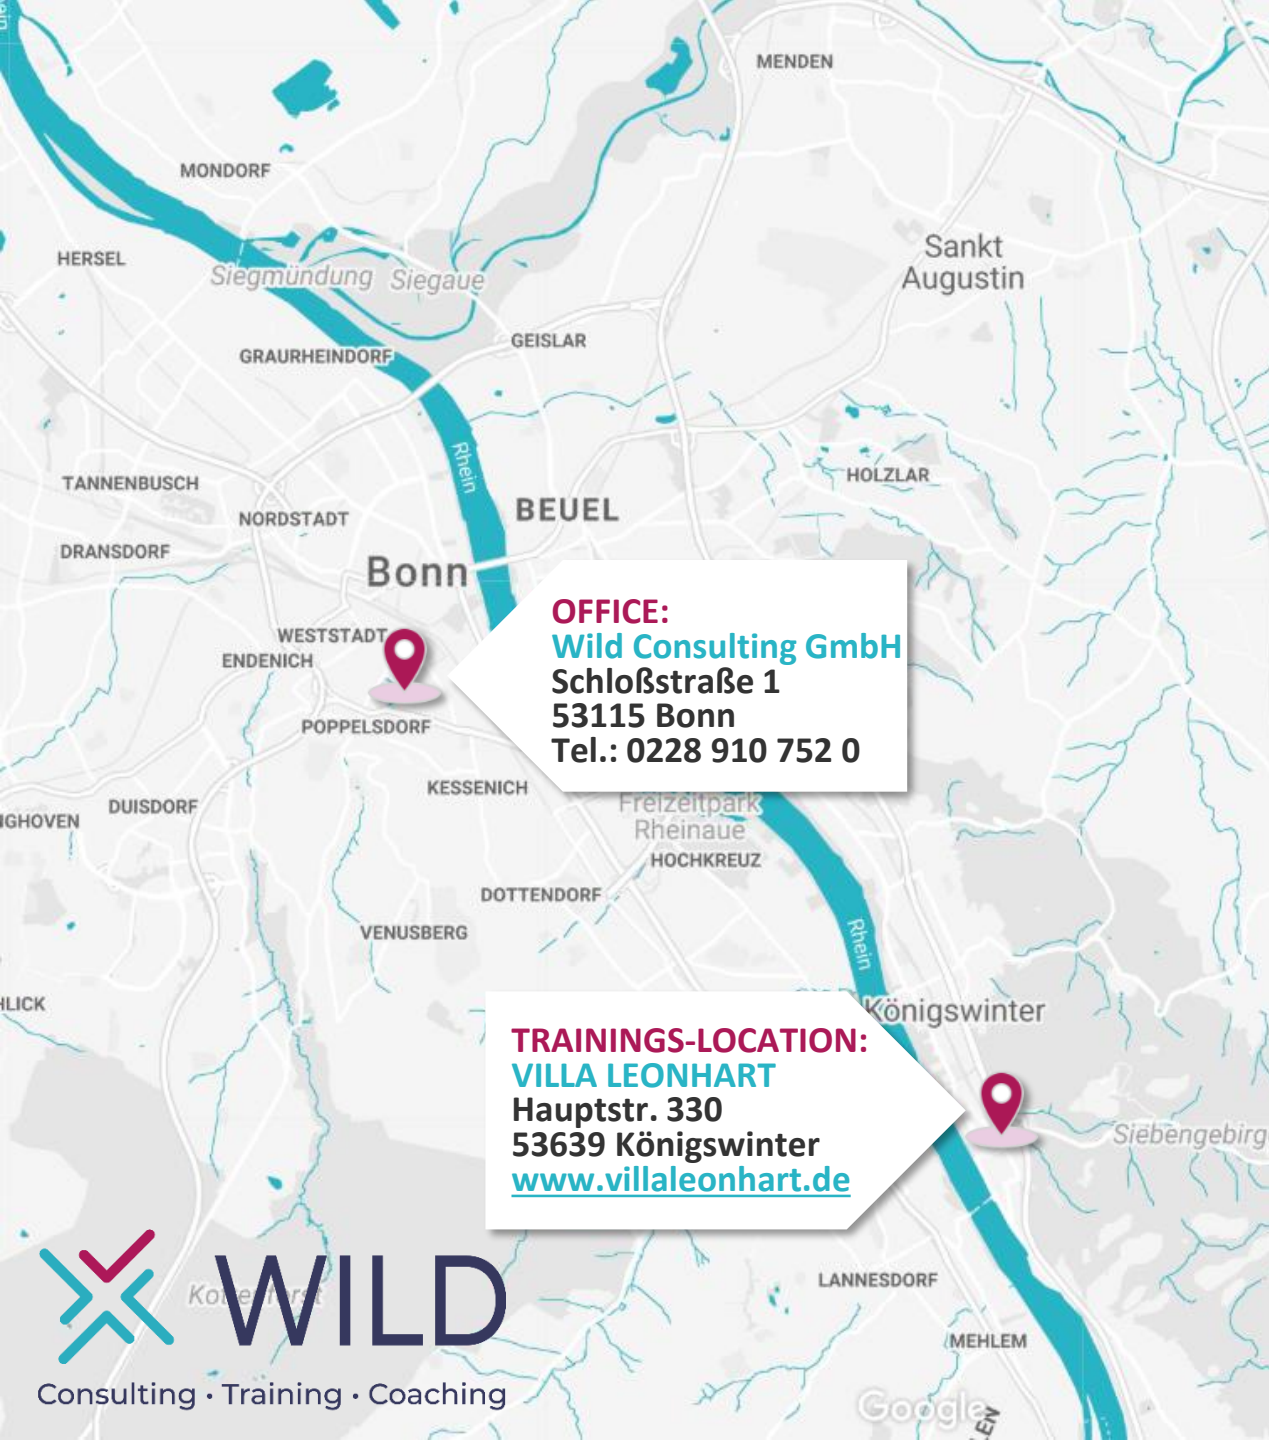 MENDEN
MONDORF
HERSEL
Sankt
Augustin
Siegmündung
Siegaue
GEISLAR
GRAURHEINDORF
Rhein
TANNENBUSCH
HOLZLAR
BEUEL
NORDSTADT
DRANSDORF
Bonn
OFFICE:
Wild Consulting GmbH
Schloßstraße 1
53115 Bonn
Tel.: 0228 910 752 0
WESTSTADT
ENDENICH
POPPELSDORF
KESSENICH
Freizeitpark
Rheinaue
DUISDORF
IGHOVEN
HOCHKREUZ
DOTTENDORF
VENUSBERG
Rhein
HLICK
Königswinter
TRAININGS-LOCATION:
VILLA LEONHART
Hauptstr. 330
53639 Königswinter
www.villaleonhart.de
Siebengebirge
LANNESDORF
MEHLEM
WILD
Consulting · Training · Coaching
Google